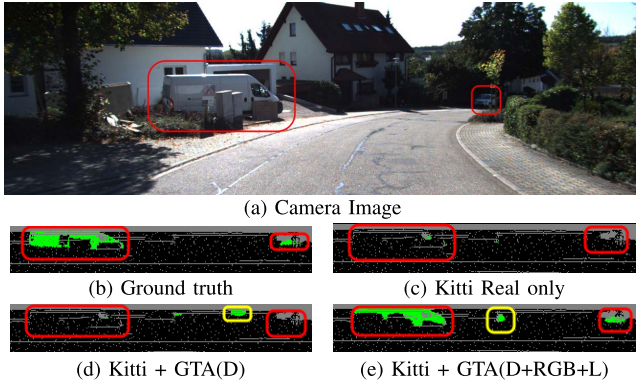 (a) Camera Image
(b) Ground truth
(c) Kitti Real only
(d) Kitti + GTA(D)
(e) Kitti + GTA(D+RGB+L)